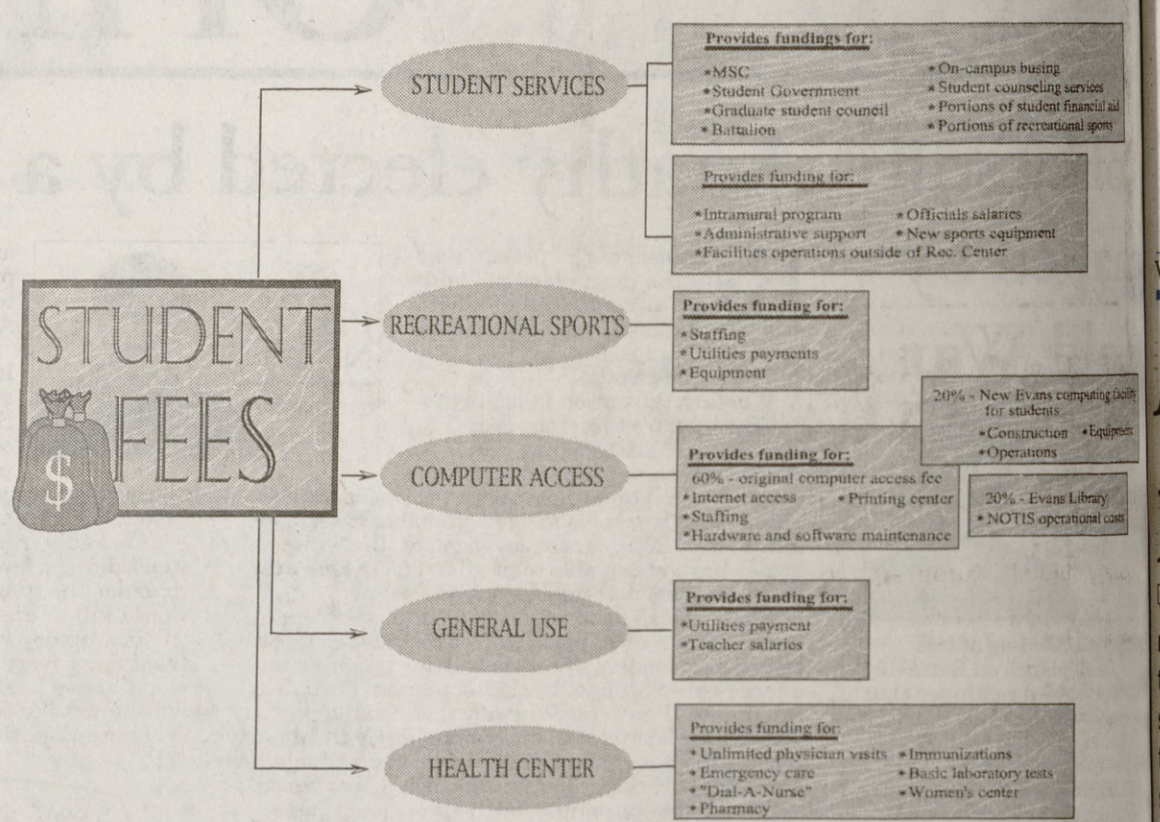 STUDENT
FEES
$
STUDENT SERVICES
Provides fundings for:
*MSC
*Student Government
*Graduate student council
*Battalion
*On-campus busing
*Student counseling services
*Portions of student financial aid
*Portions of recreational sports
Provides funding for:
*Intramural program
*Administrative support
*Facilities operations outside of Rec. Center
*Officials salaries
*New sports equipment
RECREATIONAL SPORTS
Provides funding for:
*Staffing
*Utilities payments
*Equipment
COMPUTER ACCESS
Provides funding for:
60% - original computer access fee
*Internet access
*Printing center
*Staffing
*Hardware and software maintenance
20% - New Evans computing facility
for students
*Construction *Equipment
*Operations
20% - Evans Library
*NOTIS operational costs
GENERAL USE
Provides funding for:
*Utilities payment
*Teacher salaries
HEALTH CENTER
Provides funding for:
*Unlimited physician visits
*Emergency care
*"Dial-A-Nurse"
*Pharmacy
*Immunizations
*Basic laboratory tests
*Women's center